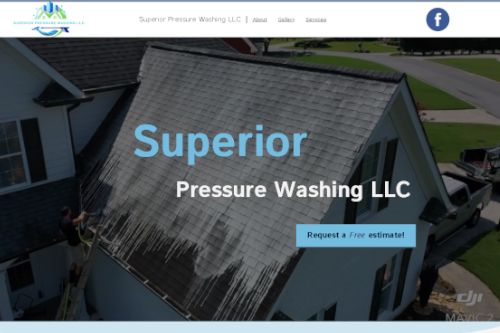 SUPERIOR PRESSURE WASHING LLC
Superior Pressure Washing LLC | About Gallery Services
f
Superior
Pressure Washing LLC
Request a Free estimate!
dji
MAVIC 2